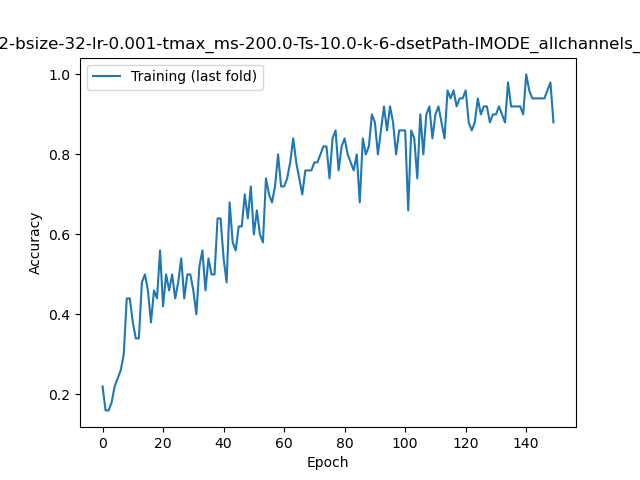 2-bsize-32-lr-0.001-tmax_ms-200.0-Ts-10.0-k-6-dsetPath-IMODE_allchannels_
Training (last fold)
1.0
0.8
0.6
0.4
0.2
Accuracy
0 20 40 60 80 100 120 140
Epoch